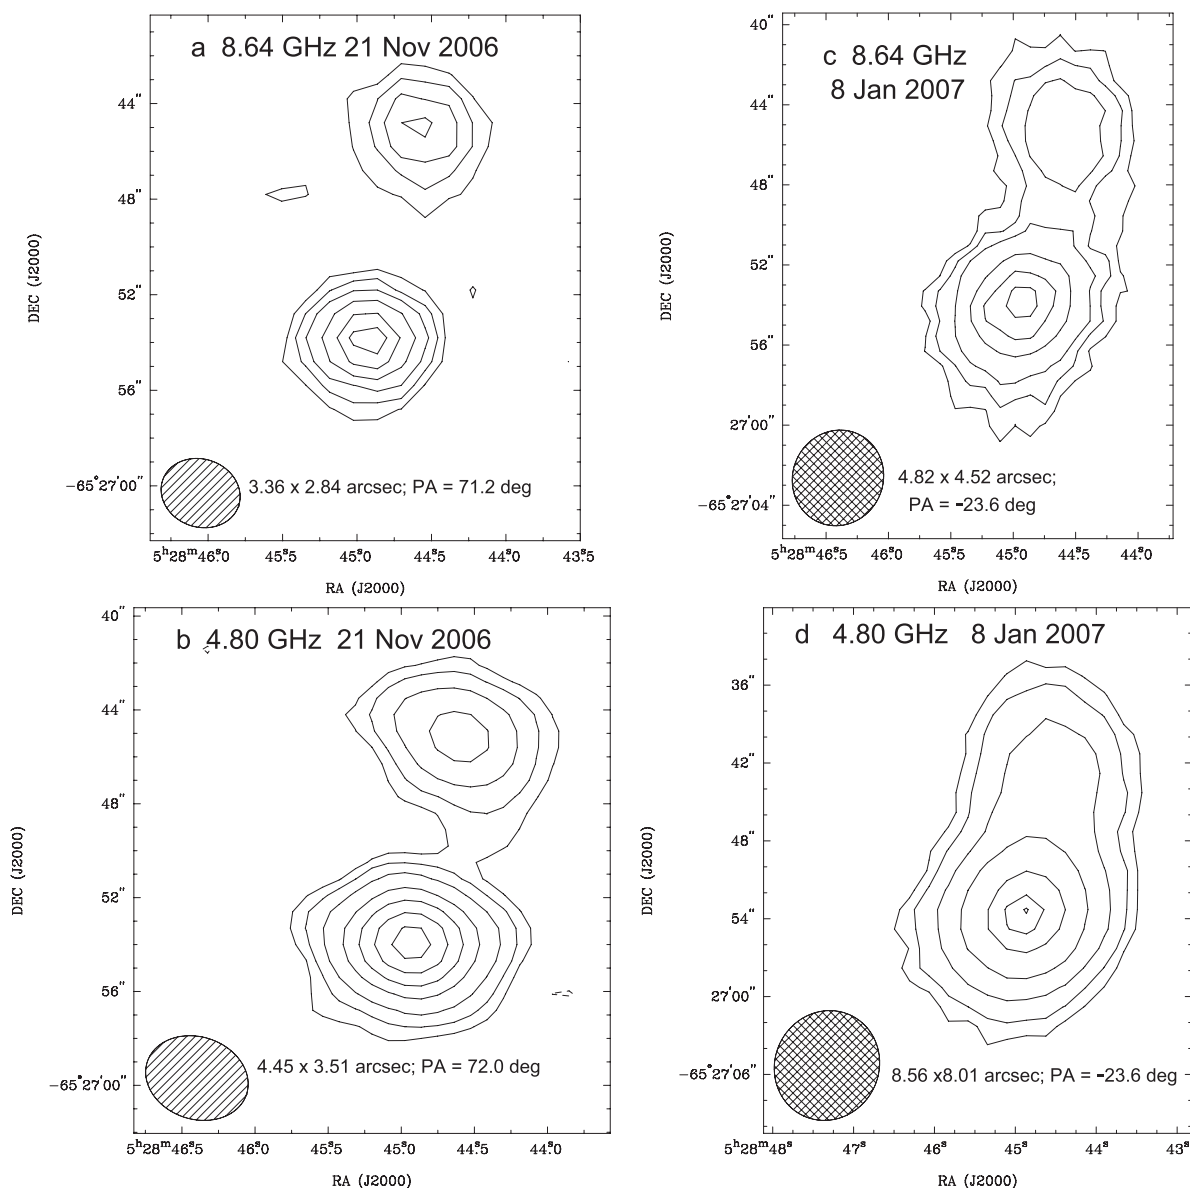 a 8.64 GHz 21 Nov 2006
44"
48"
52"
56"
−65°27'00"
DEC (J2000)
3.36 x 2.84 arcsec; PA = 71.2 deg
5h28m46s.0 45s.5 45s.0 44s.5 44s.0 43s.5
RA (J2000)
c 8.64 GHz
8 Jan 2007
40"
44"
48"
52"
56"
27'00"
−65°27'04"
DEC (J2000)
4.82 x 4.52 arcsec;
PA = −23.6 deg
5h28m46s.5 46s.0 45s.5 45s.0 44s.5 44s.0
RA (J2000)
b 4.80 GHz 21 Nov 2006
40"
44"
48"
52"
56"
−65°27'00"
DEC (J2000)
4.45 x 3.51 arcsec; PA = 72.0 deg
5h28m46s.5 46s.0 45s.5 45s.0 44s.5 44s.0
RA (J2000)
d 4.80 GHz 8 Jan 2007
36"
42"
48"
54"
27'00"
−65°27'06"
DEC (J2000)
8.56 x8.01 arcsec; PA = −23.6 deg
5h28m48s 47s 46s 45s 44s 43s
RA (J2000)